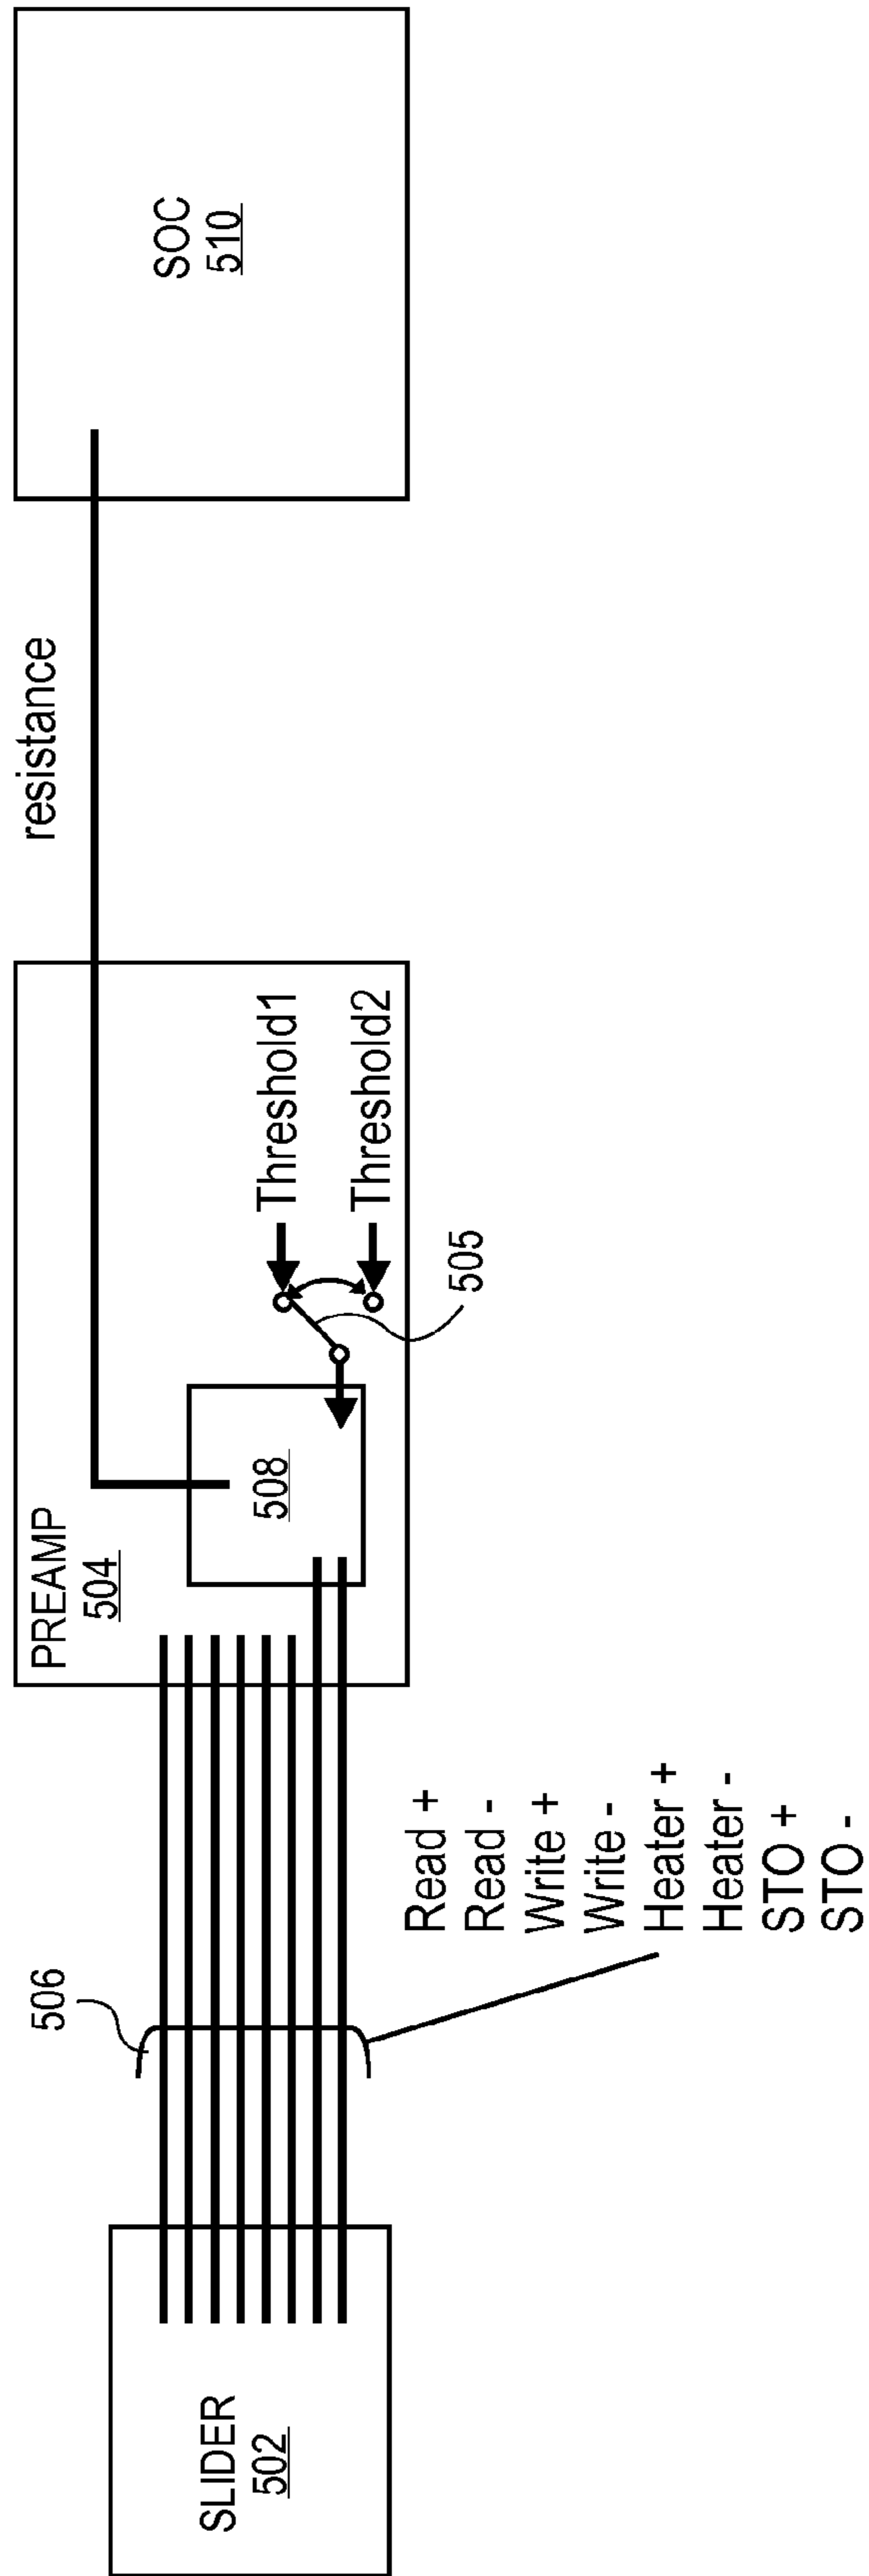 SLIDER
502
506
Read +
Read -
Write +
Write -
Heater +
Heater -
STO +
STO -
PREAMP
504
508
505
Threshold1
Threshold2
resistance
SOC
510